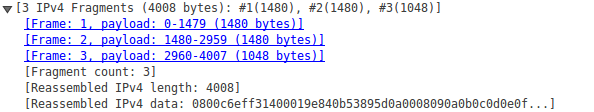 [3 IPv4 Fragments (4008 bytes): #1(1480), #2(1480), #3(1048)]
[Frame: 1, payload: 0-1479 (1480 bytes)]
[Frame: 2, payload: 1480-2959 (1480 bytes)]
[Frame: 3, payload: 2960-4007 (1048 bytes)]
[Fragment count: 3]
[Reassembled IPv4 length: 4008]
[Reassembled IPv4 data: 0800c6eff31400019e840b53895d0a0008090a0b0c0d0e0f...]